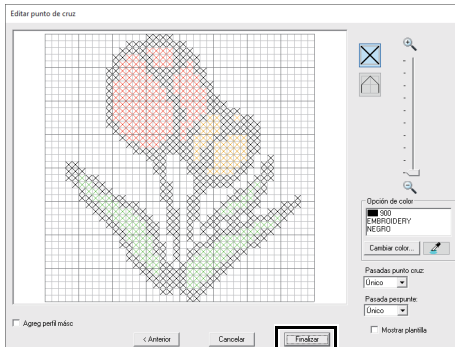 Editar punto de cruz
Opción de color
900
EMBROIDERY
NEGRO
Cambiar color...
Pasadas punto cruz:
Único
Pasada pespunte:
Único
Mostrar plantilla
Agreg perfil másc
< Anterior
Cancelar
Finalizar